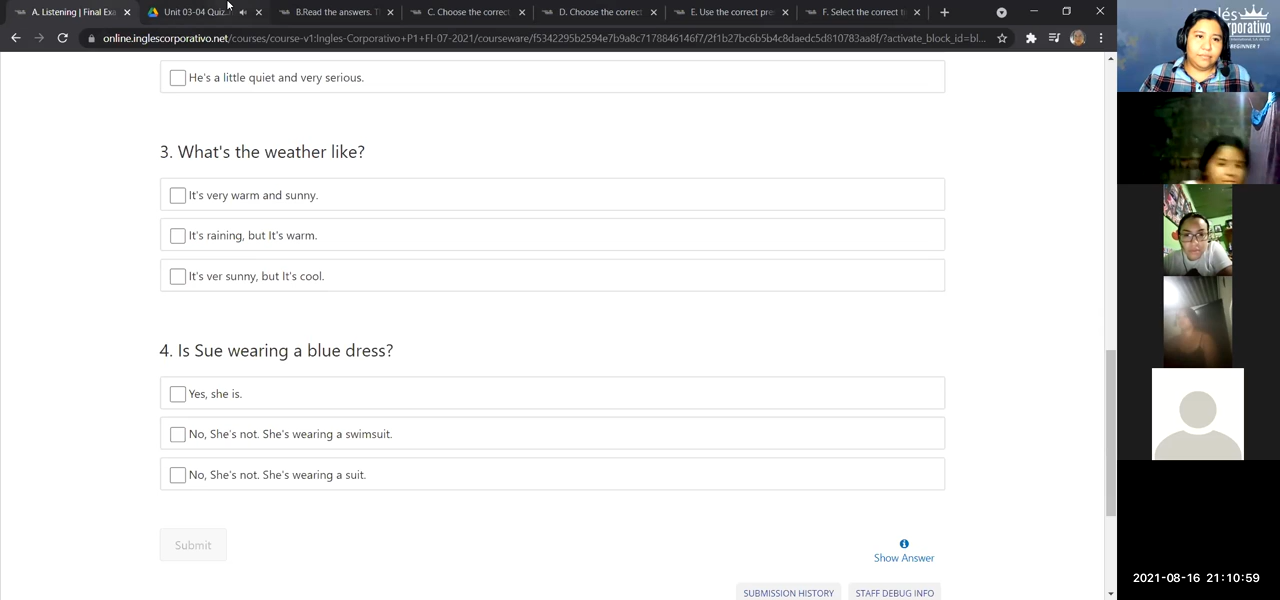 A. Listening | Final Exa
Unit 03-04 Quiz.
B.Read the answers. T
C. Choose the correct
D. Choose the correct
E. Use the correct pre
F. Select the correct t
online.inglescorporativo.net/courses/course-v1:Ingles-Corporativo+P1+FI-07-2021/courseware/f5342295b2594e7b9a8c7178846146f7/2f1b27bc6b5b4c8daedc5d810783aa8f/?activate_block_id=bl...
He's a little quiet and very serious.
3. What's the weather like?
It's very warm and sunny.
It's raining, but It's warm.
It's ver sunny, but It's cool.
4. Is Sue wearing a blue dress?
Yes, she is.
No, She's not. She's wearing a swimsuit.
No, She's not. She's wearing a suit.
Submit
Show Answer
SUBMISSION HISTORY
STAFF DEBUG INFO
BEGINNER 1
2021-08-16 21:10:59